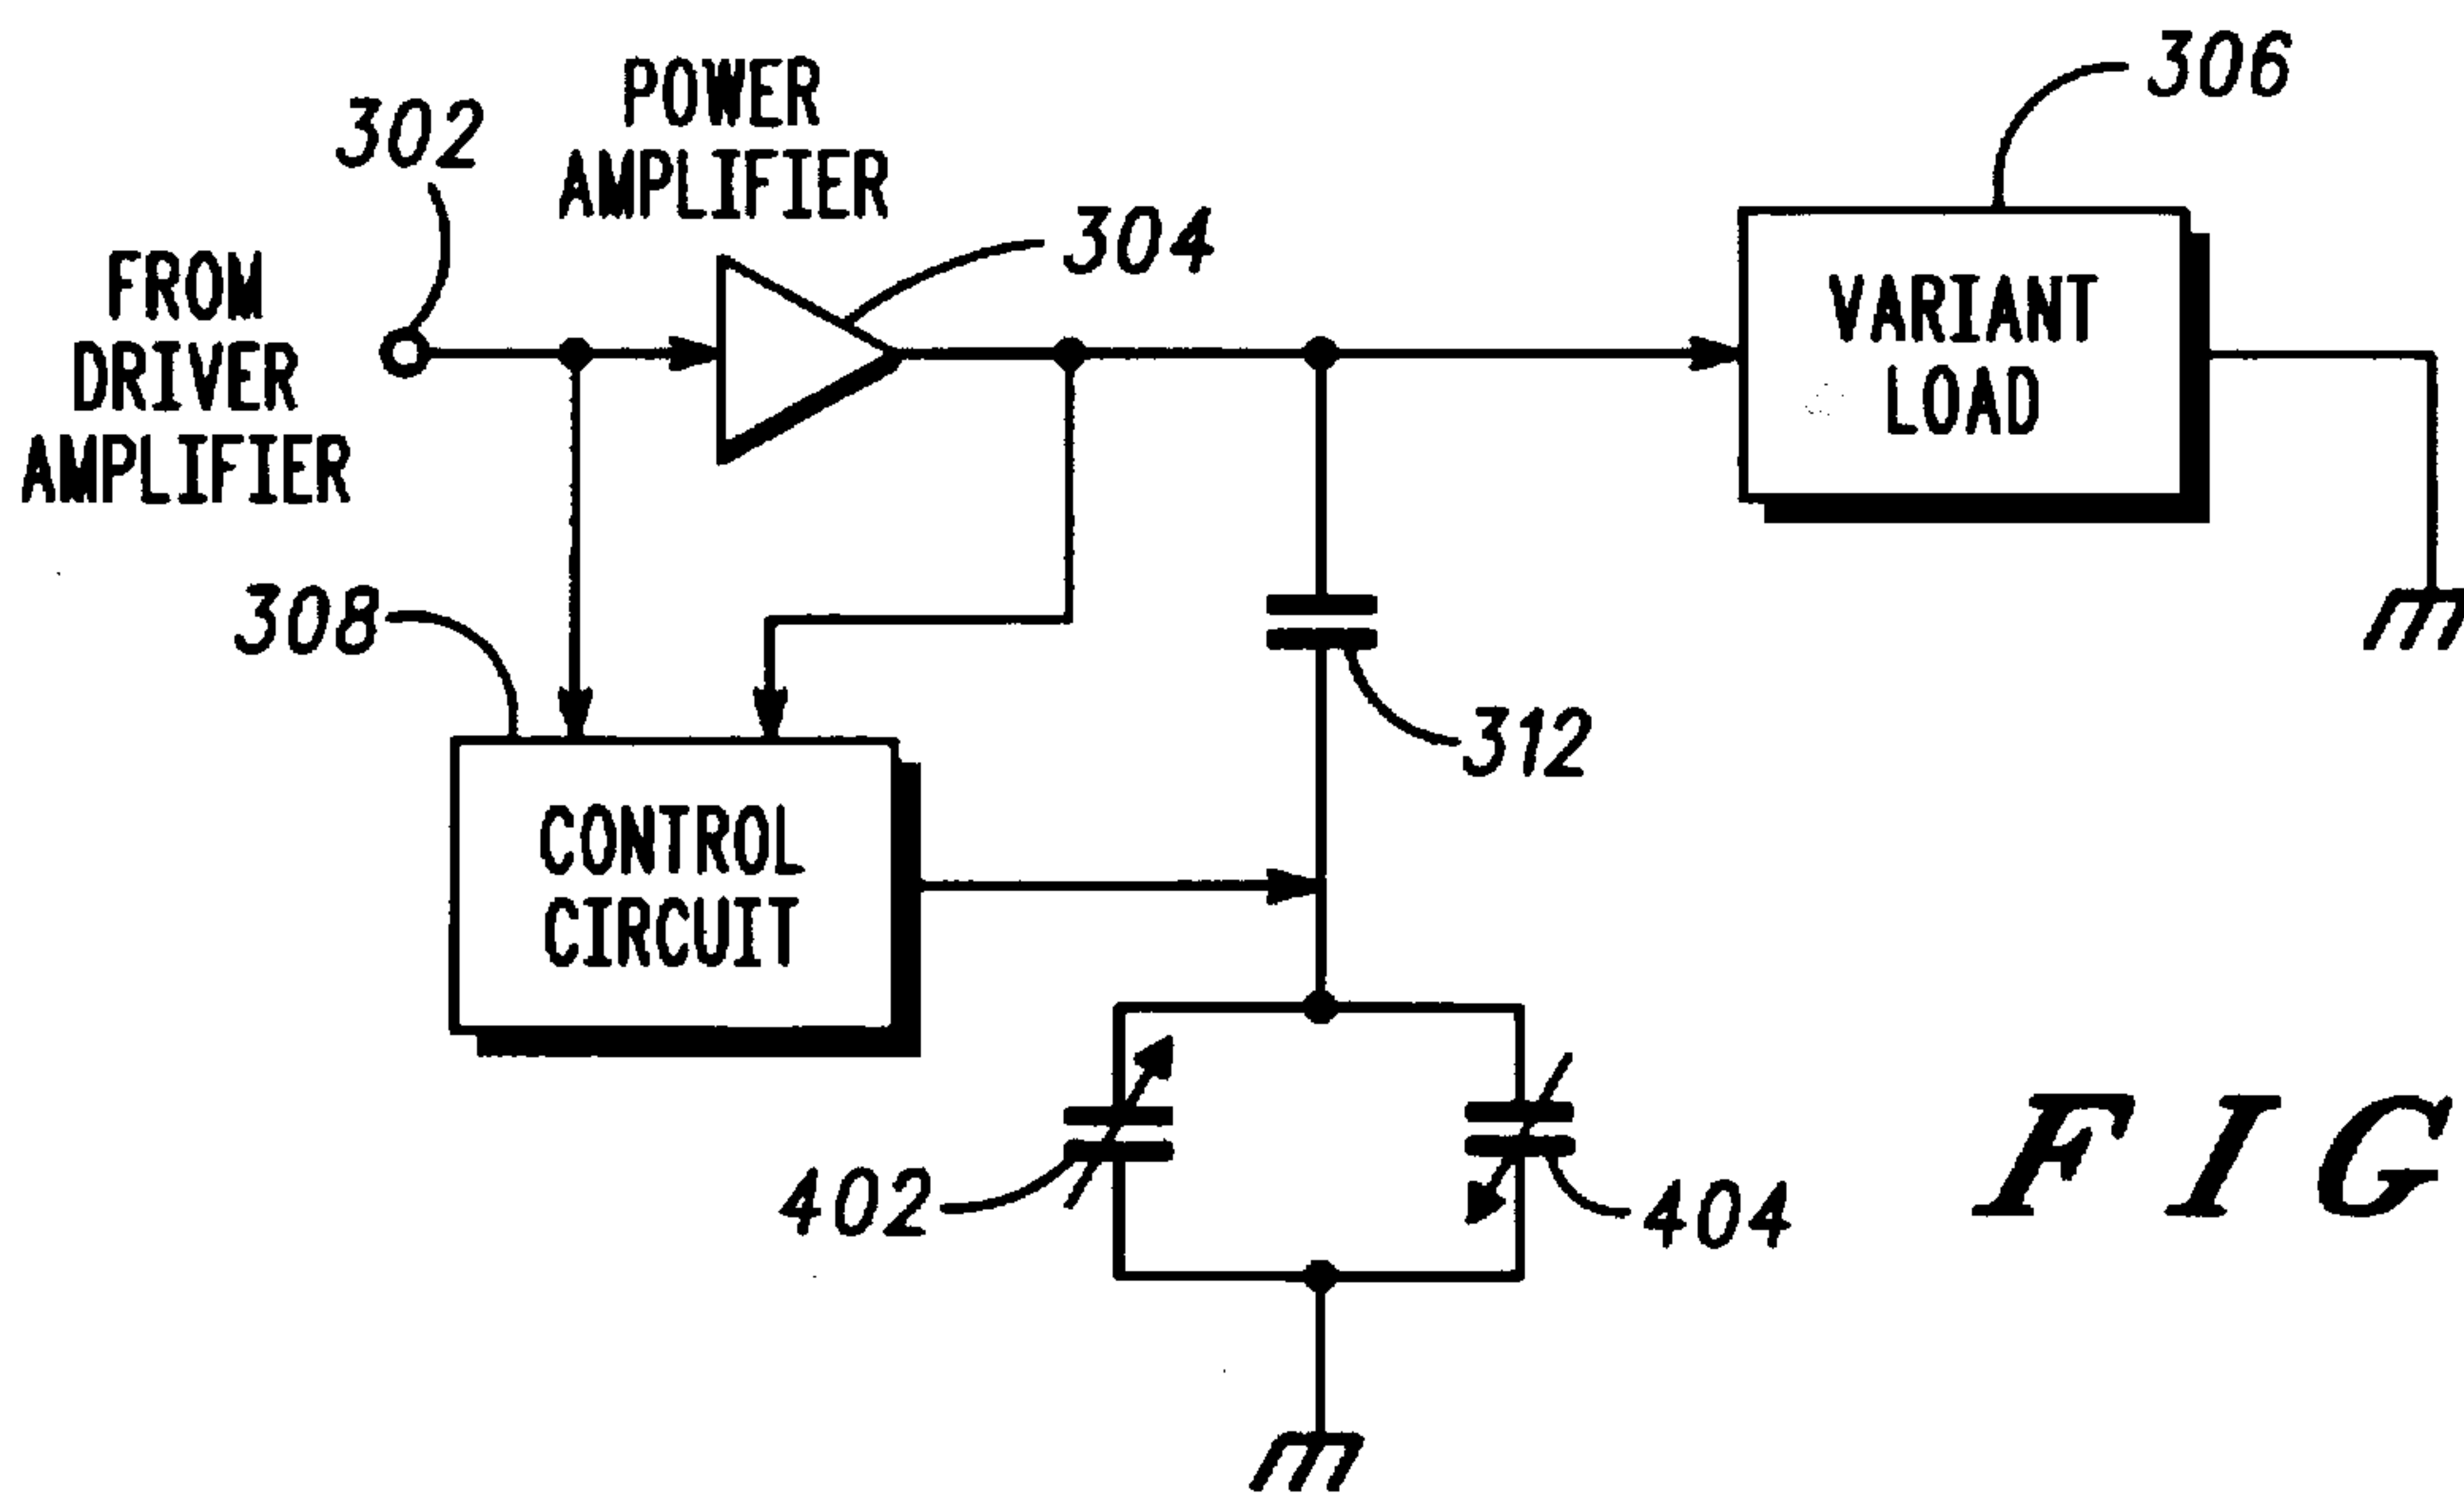 POWER
AMPLIFIER
302
304
306
FROM
DRIVER
AMPLIFIER
VARIANT
LOAD
308
312
CONTROL
CIRCUIT
402
404
FIG